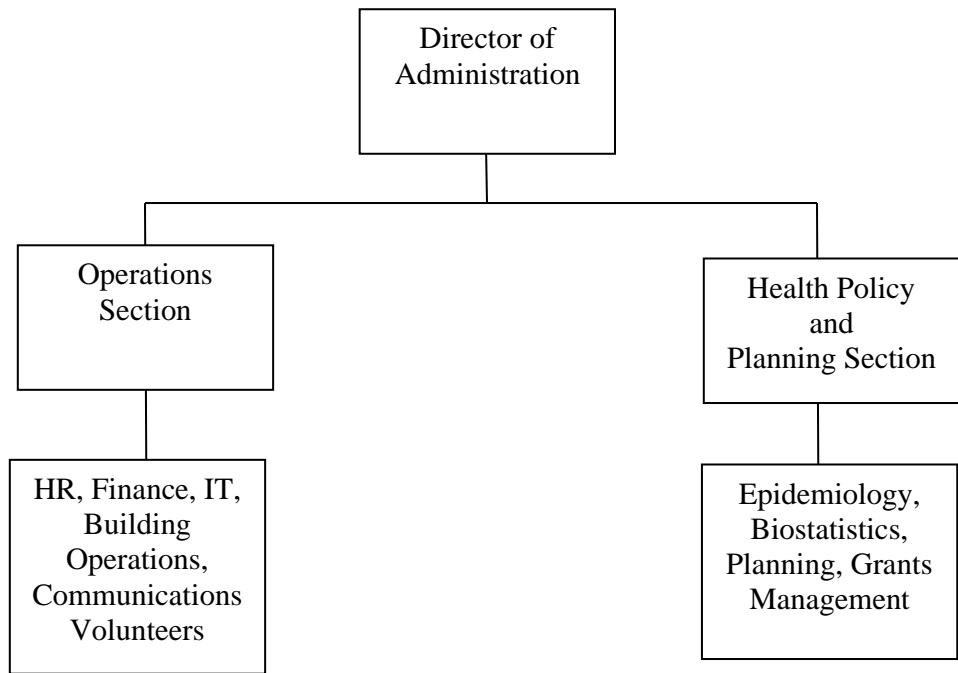 Director of
Administration
Operations
Section
Health Policy
and
Planning Section
HR, Finance, IT,
Building
Operations,
Communications
Volunteers
Epidemiology,
Biostatistics,
Planning, Grants
Management